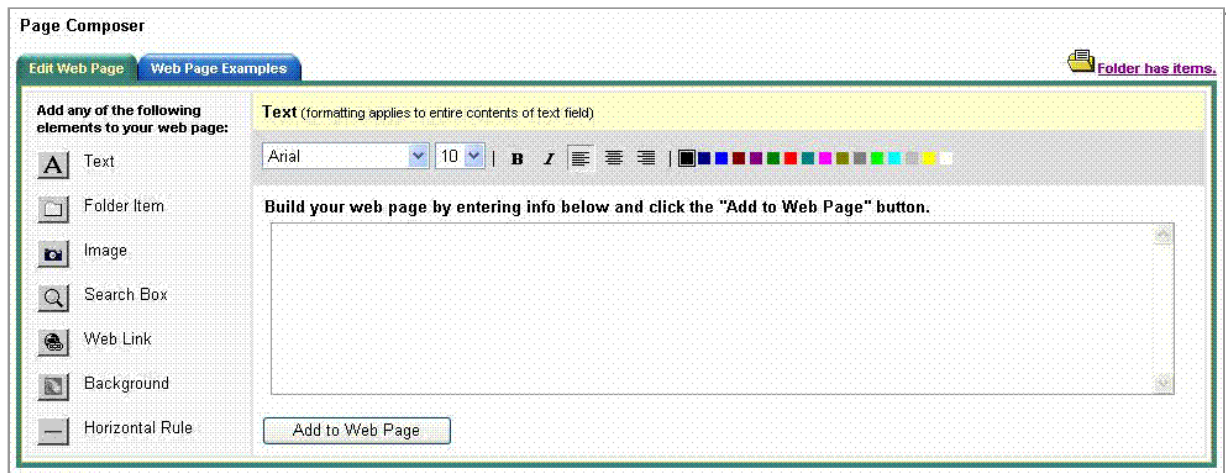 Page Composer
Edit Web Page
Web Page Examples
Folder has items.
Add any of the following
elements to your web page:
Text
Folder Item
Image
Search Box
Web Link
Background
Horizontal Rule
Text (formatting applies to entire contents of text field)
Arial
10
B I
Build your web page by entering info below and click the "Add to Web Page" button.
Add to Web Page